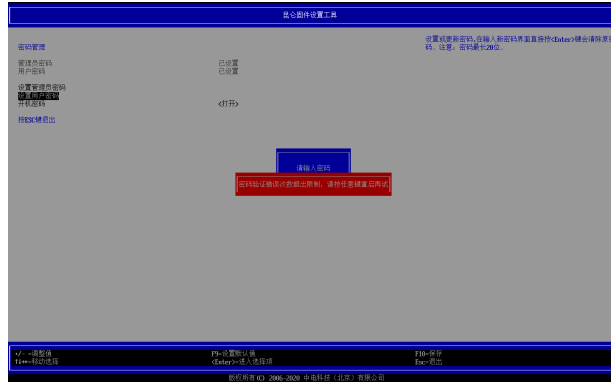 昆仑固件设置工具
设置或更新密码,在输入新密码界面直接按<Enter>键会清除原密
码。注意: 密码最长20位。
密码管理
管理员密码 已设置
用户密码 已设置
设置管理员密码
设置用户密码
开机密码 <打开>
按ESC键退出
请输入密码
密码验证错误次数超出限制, 请按任意键重启再试
+/- =调整值 F9=设置默认值 F10=保存
↑↓←→=移动选择 <Enter>=进入选择项 Esc=退出
版权所有(C) 2006-2020 中电科技（北京）有限公司